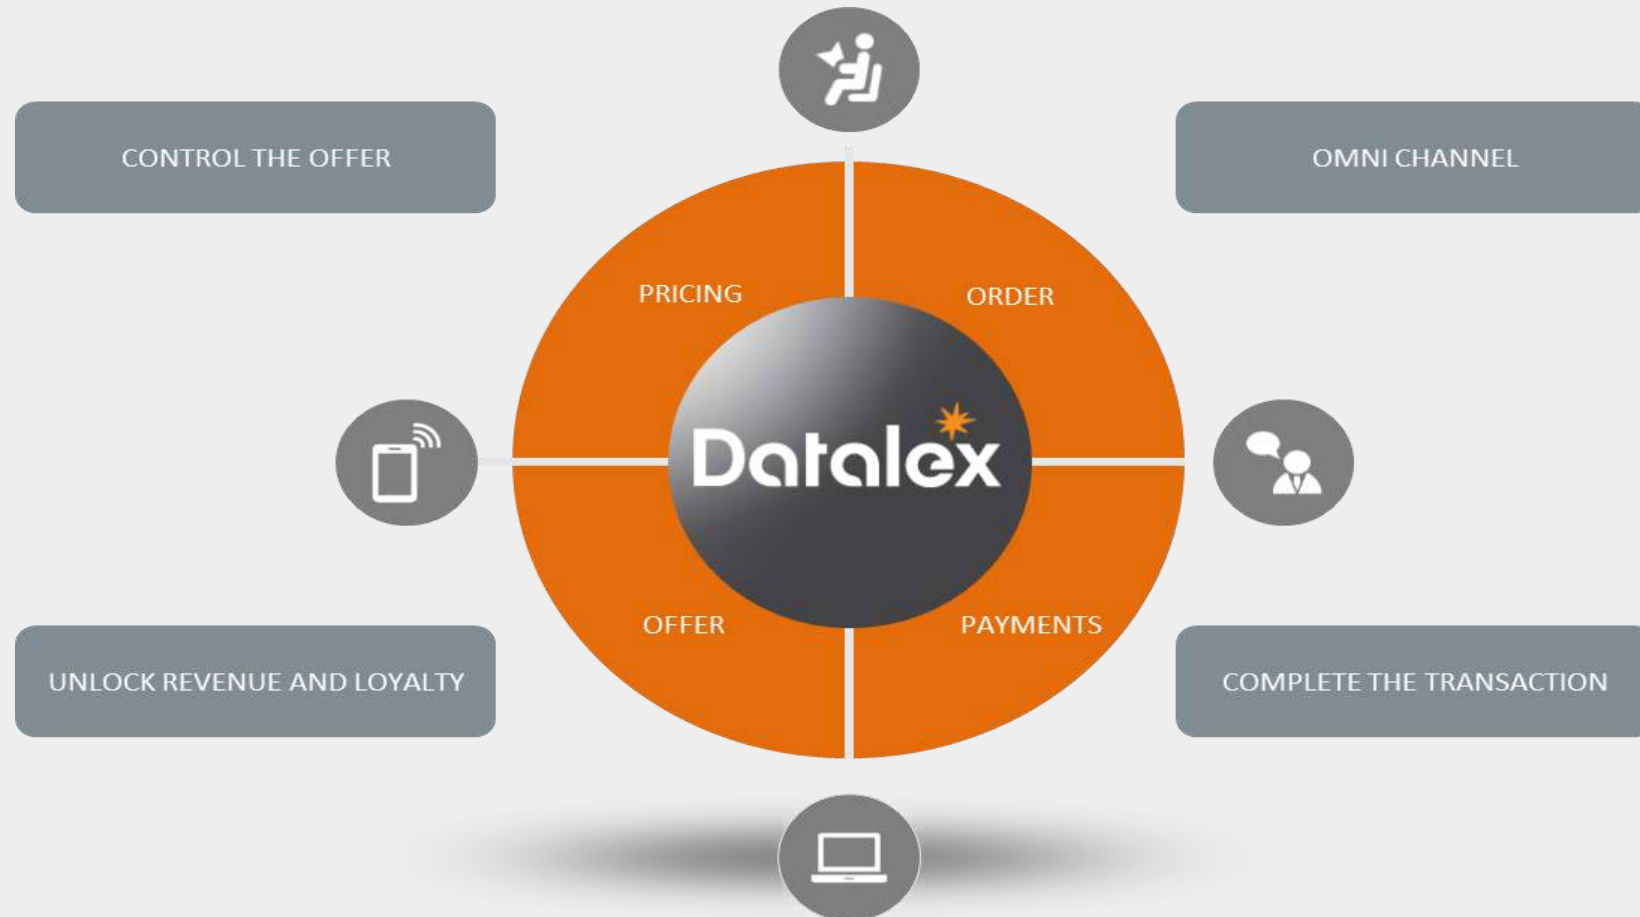 CONTROL THE OFFER
OMNI CHANNEL
PRICING
ORDER
Datalex
OFFER
PAYMENTS
UNLOCK REVENUE AND LOYALTY
COMPLETE THE TRANSACTION